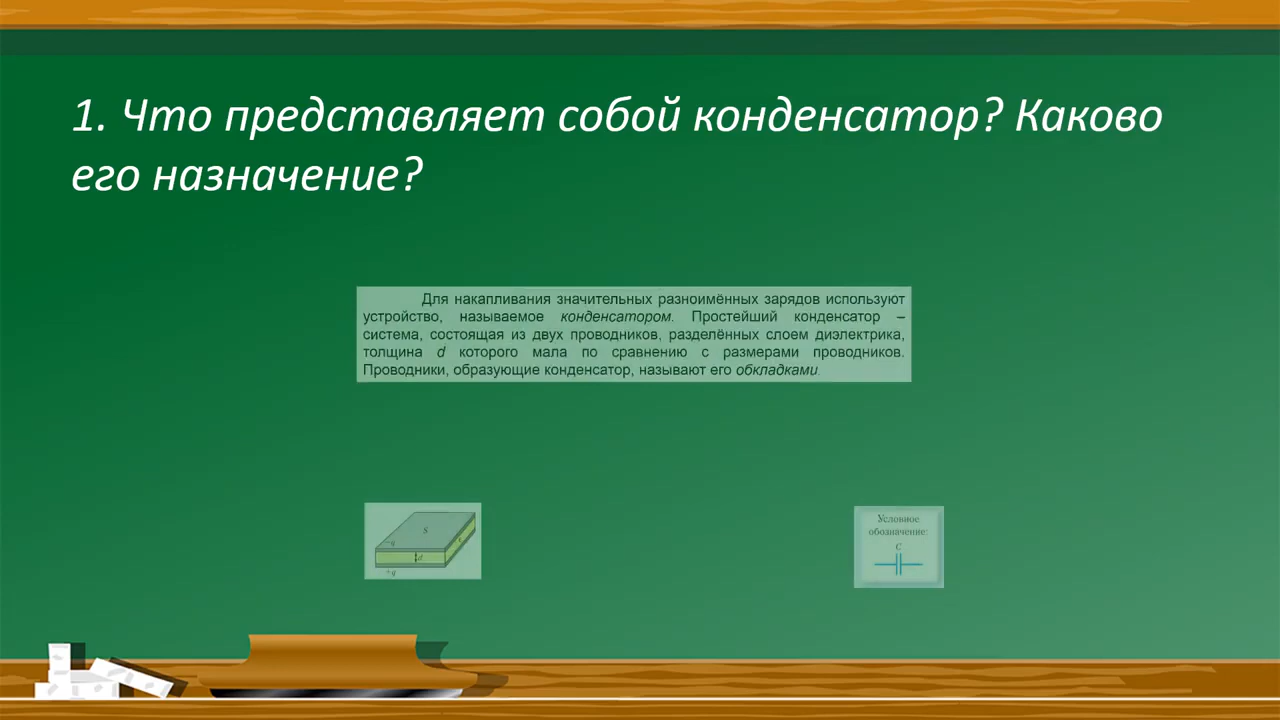 1. Что представляет собой конденсатор? Каково
его назначение?
Для накапливания значительных разноимённых зарядов используют
устройство, называемое конденсатором. Простейший конденсатор –
система, состоящая из двух проводников, разделённых слоем диэлектрика,
толщина d которого мала по сравнению с размерами проводников.
Проводники, образующие конденсатор, называют его обкладками.
S
–q
d
+q
Условное
обозначение:
C